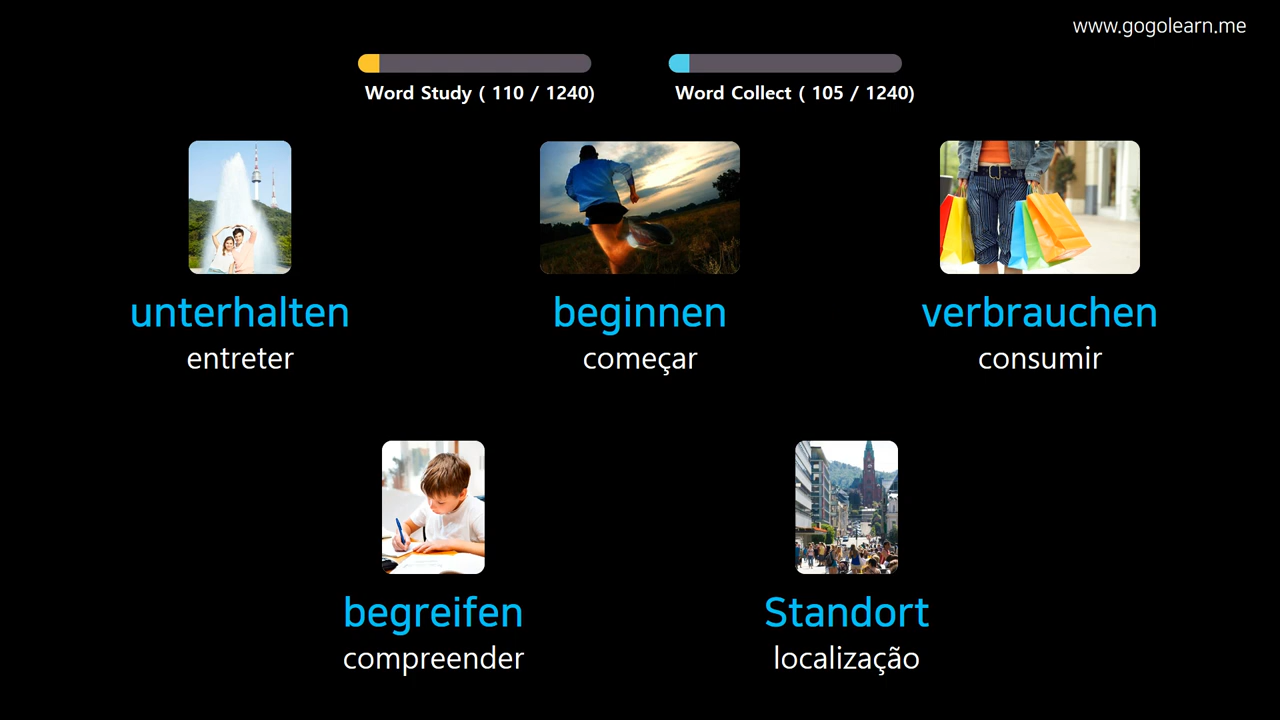 www.gogolearn.me
Word Study ( 110 / 1240)
Word Collect ( 105 / 1240)
unterhalten
entreter
beginnen
começar
verbrauchen
consumir
begreifen
compreender
Standort
localização